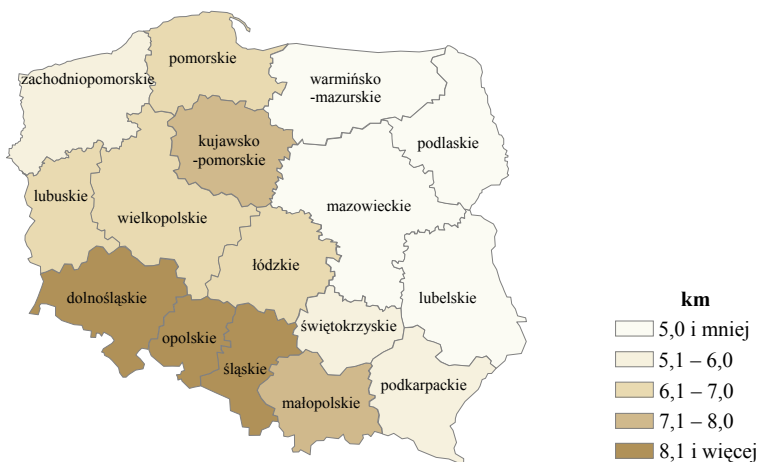 pomorskie
zachodniopomorskie
warmińsko
-mazurskie
podlaskie
kujawsko
-pomorskie
lubuskie
wielkopolskie
mazowieckie
łódzkie
dolnośląskie
lubelskie
opolskie
świętokrzyskie
śląskie
podkarpackie
małopolskie
km
5,0 i mniej
5,1 – 6,0
6,1 – 7,0
7,1 – 8,0
8,1 i więcej